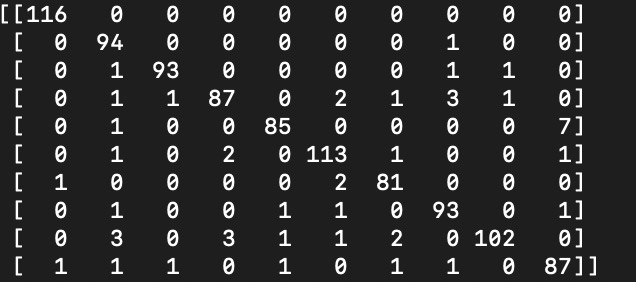 [[116   0   0   0   0   0   0   0   0   0]
 [  0  94   0   0   0   0   0   1   0   0]
 [  0   1  93   0   0   0   0   1   1   0]
 [  0   1   1  87   0   2   1   3   1   0]
 [  0   1   0   0  85   0   0   0   0   7]
 [  0   1   0   2   0 113   1   0   0   1]
 [  1   0   0   0   0   2  81   0   0   0]
 [  0   1   0   0   1   1   0  93   0   1]
 [  0   3   0   3   1   1   2   0 102   0]
 [  1   1   1   0   1   0   1   1   0  87]]